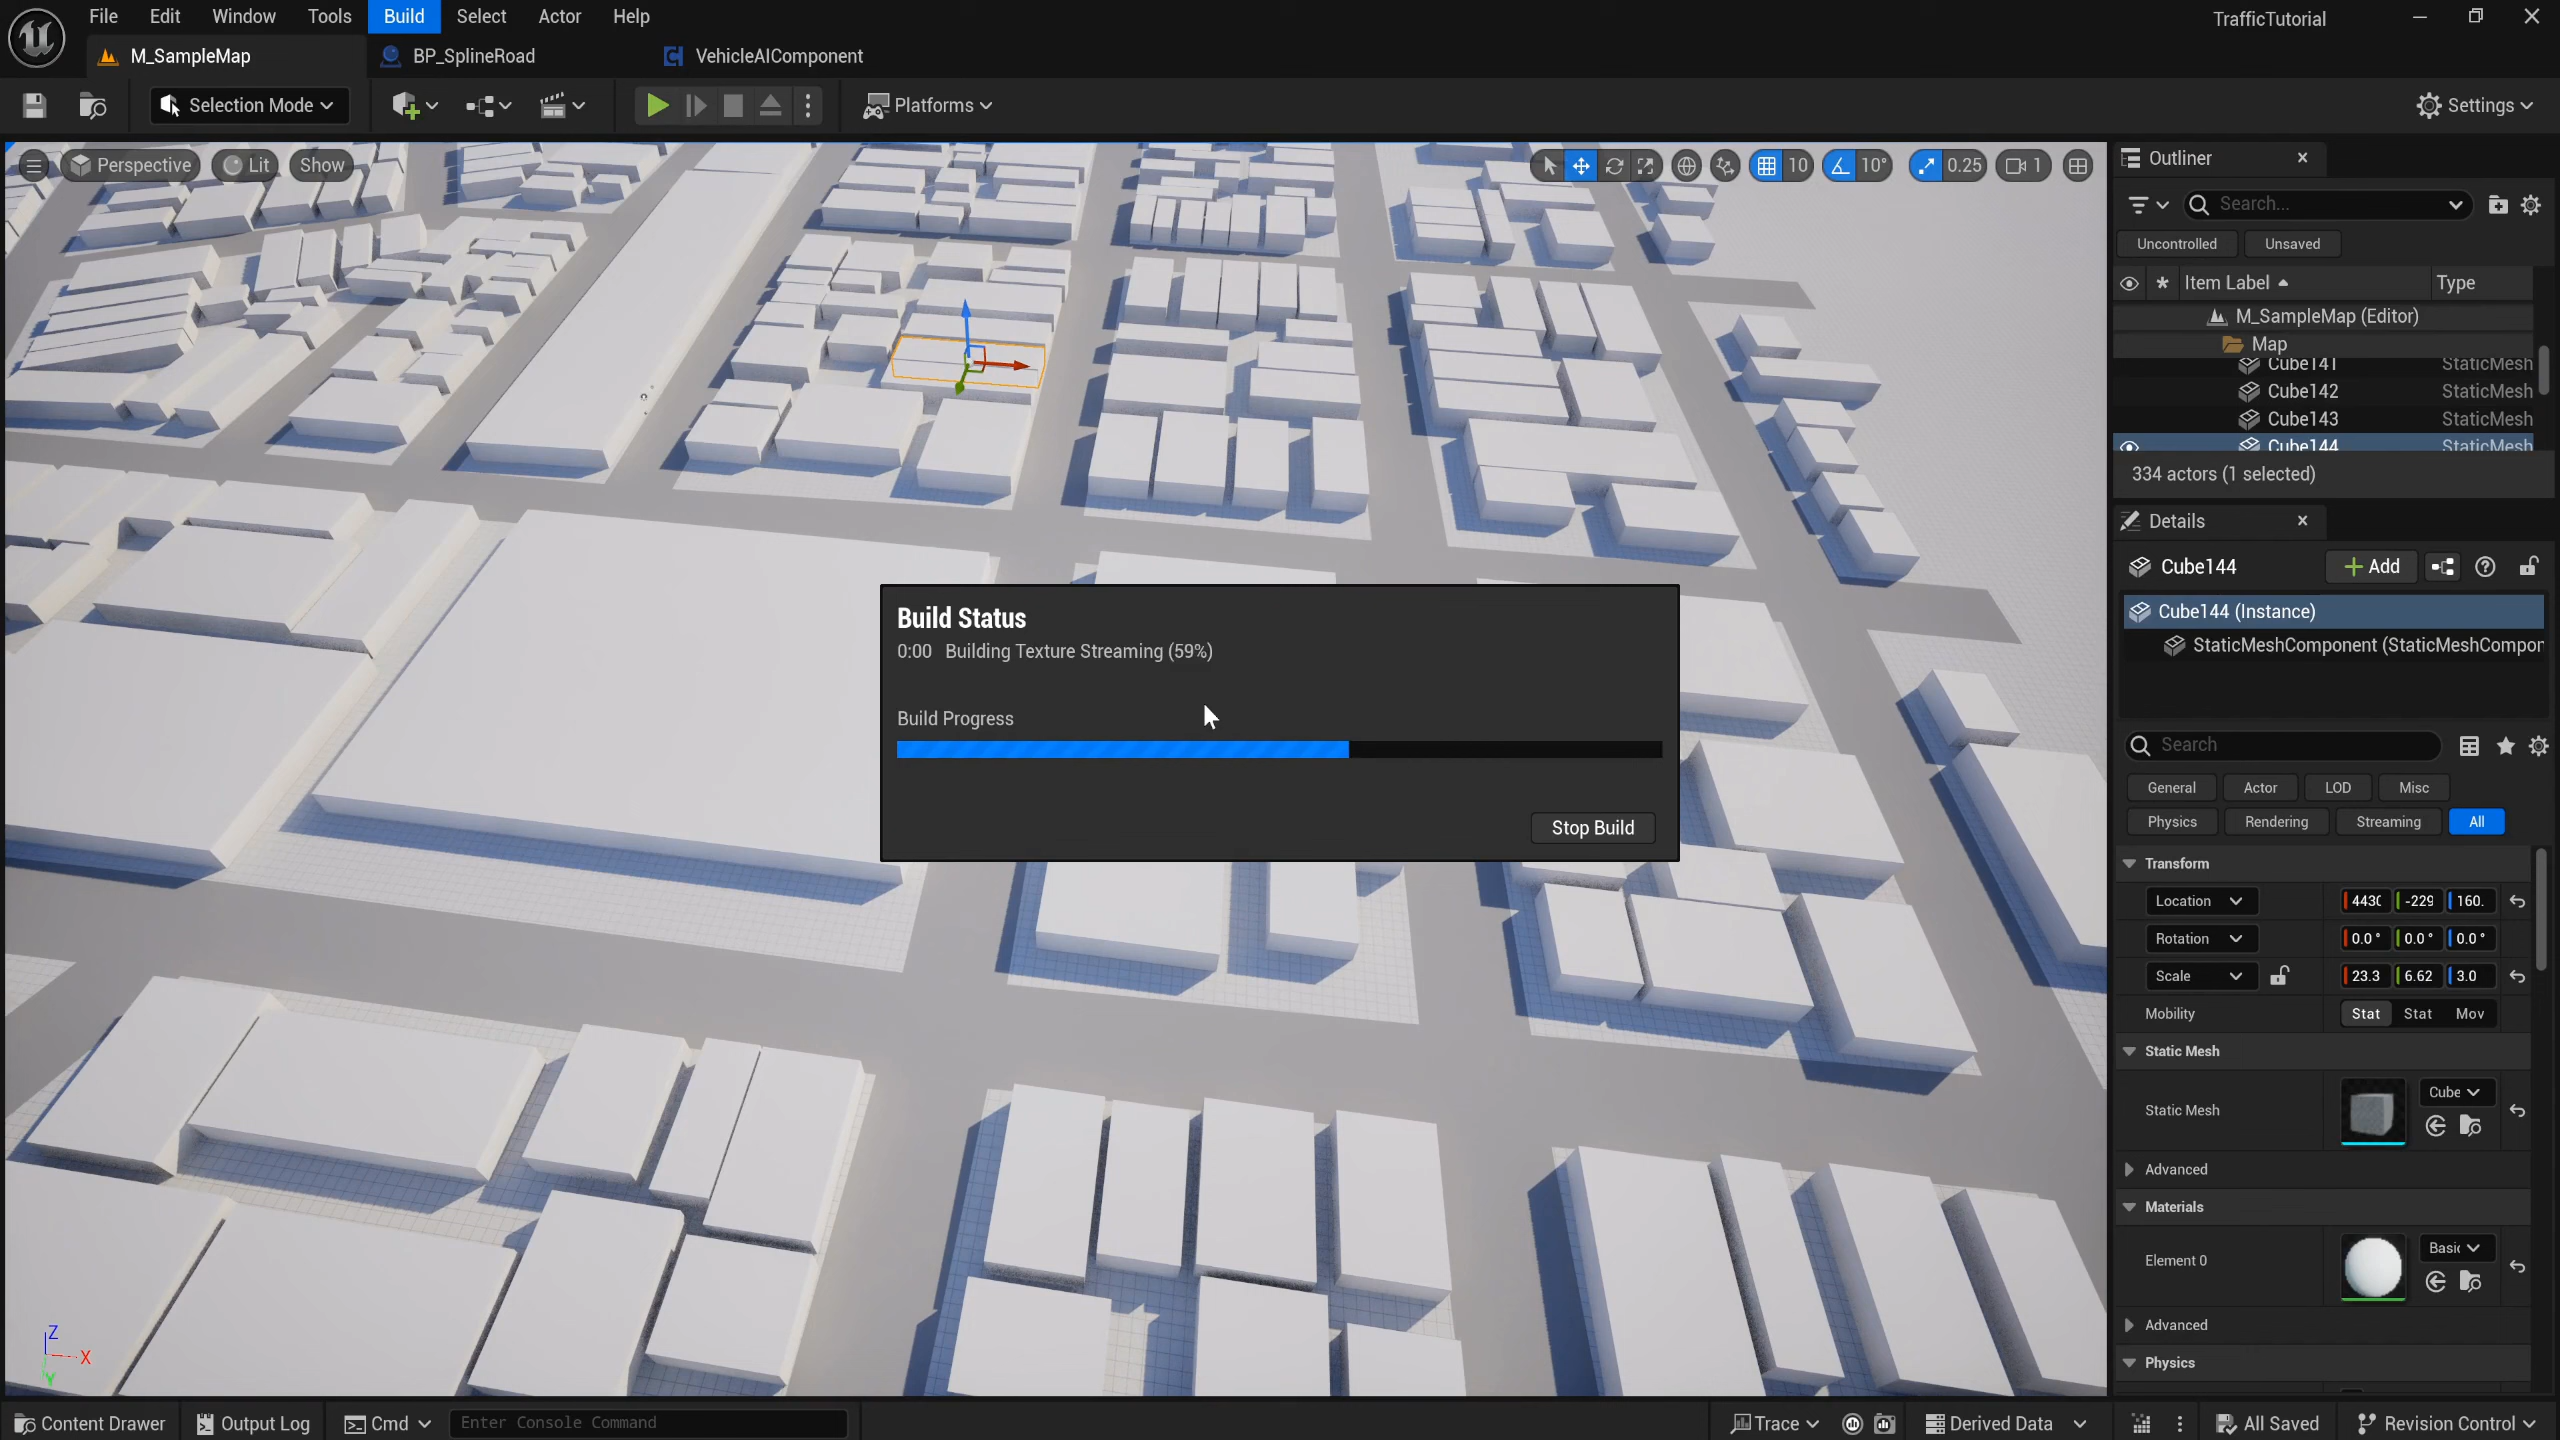 File Edit Window Tools Build Select Actor Help
TrafficTutorial
M_SampleMap BP_SplineRoad VehicleAIComponent
Selection Mode Platforms Settings
Perspective Lit Show
10 10° 0.25 1
Outliner
Search...
Uncontrolled Unsaved
Item Label Type
M_SampleMap (Editor)
Map
Cube141 StaticMesh
Cube142 StaticMesh
Cube143 StaticMesh
Cube144 StaticMesh
334 actors (1 selected)
Details
Cube144 Add
Cube144 (Instance)
StaticMeshComponent (StaticMeshCompon
Search
General Actor LOD Misc
Physics Rendering Streaming All
Transform
Location 443( -229 160.
Rotation 0.0° 0.0° 0.0°
Scale 23.3 6.62 3.0
Mobility Stat Stat Mov
Static Mesh
Static Mesh Cube
Advanced
Materials
Element 0 Basic
Advanced
Physics
Build Status
0:00 Building Texture Streaming (59%)
Build Progress
Stop Build
Z
X
Y
Content Drawer Output Log Cmd Enter Console Command
Trace Derived Data All Saved Revision Control